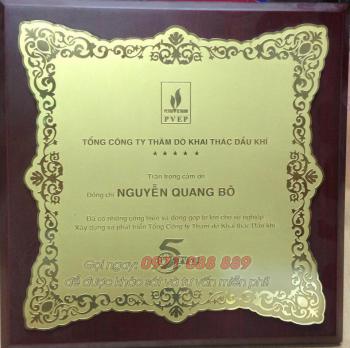 PETROVIETNAM
PVEP
TỔNG CÔNG TY THĂM DÒ KHAI THÁC DẦU KHÍ
Trân trọng cảm ơn
Đồng chí NGUYỄN QUANG BÔ
Đã có những cống hiến và đóng góp to lớn cho sự nghiệp
Xây dựng và phát triển Tổng Công ty Thăm dò Khai thác Dầu khí
5
Gọi ngay: 0919 088 889
để được khảo sát và tư vấn miễn phí